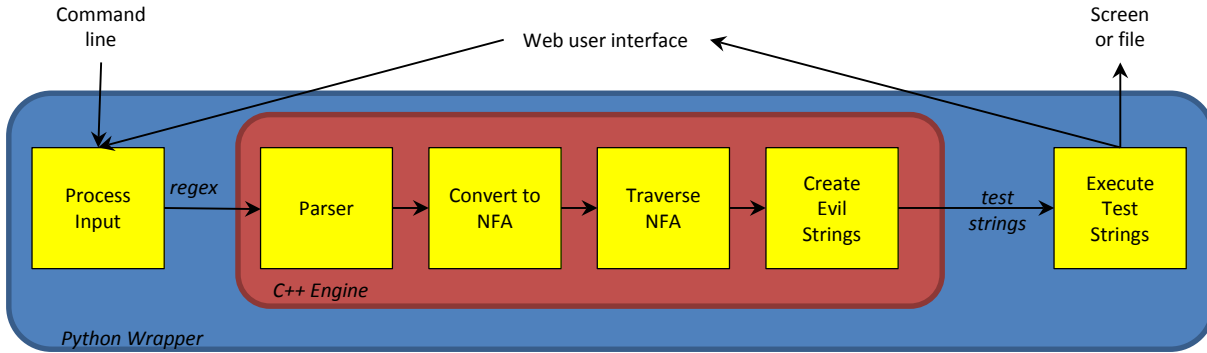 Command
line
Web user interface
Screen
or file
Process
Input
regex
Parser
Convert to
NFA
Traverse
NFA
Create
Evil
Strings
test
strings
Execute
Test
Strings
C++ Engine
Python Wrapper